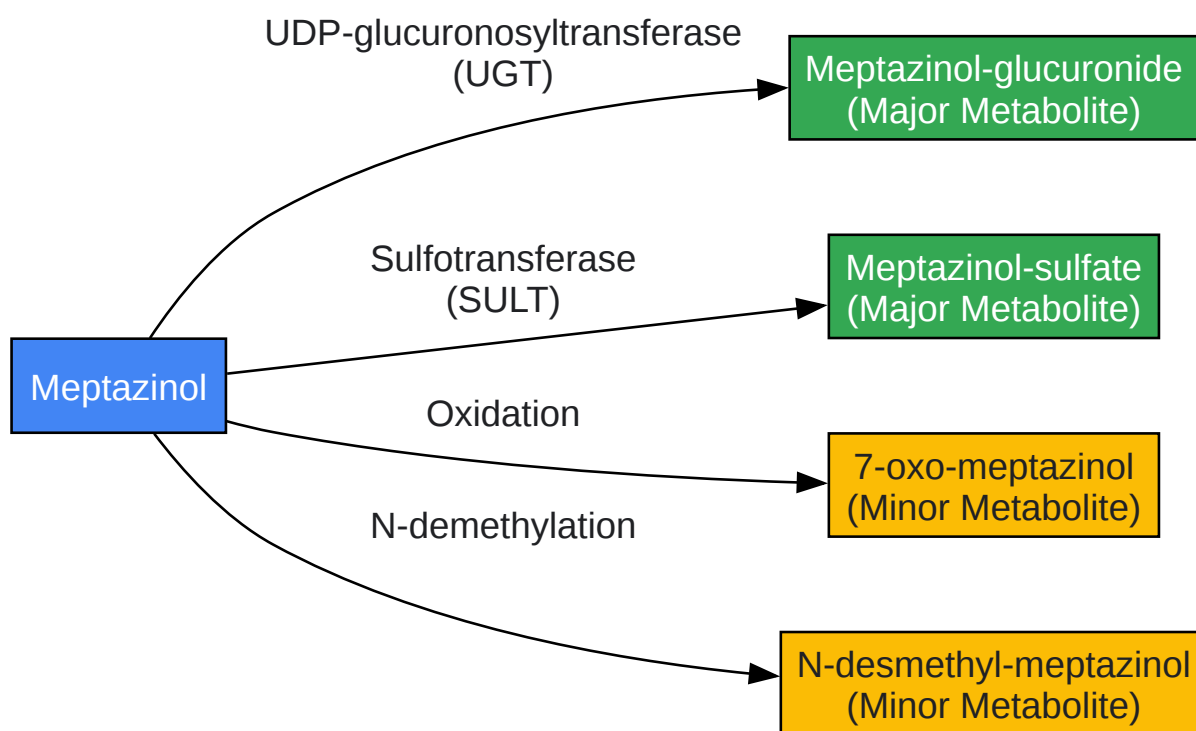 UDP-glucuronosyltransferase
(UGT)
Meptazinol-glucuronide
(Major Metabolite)
Sulfotransferase
(SULT)
Meptazinol-sulfate
(Major Metabolite)
Meptazinol
Oxidation
7-oxo-meptazinol
(Minor Metabolite)
N-demethylation
N-desmethyl-meptazinol
(Minor Metabolite)